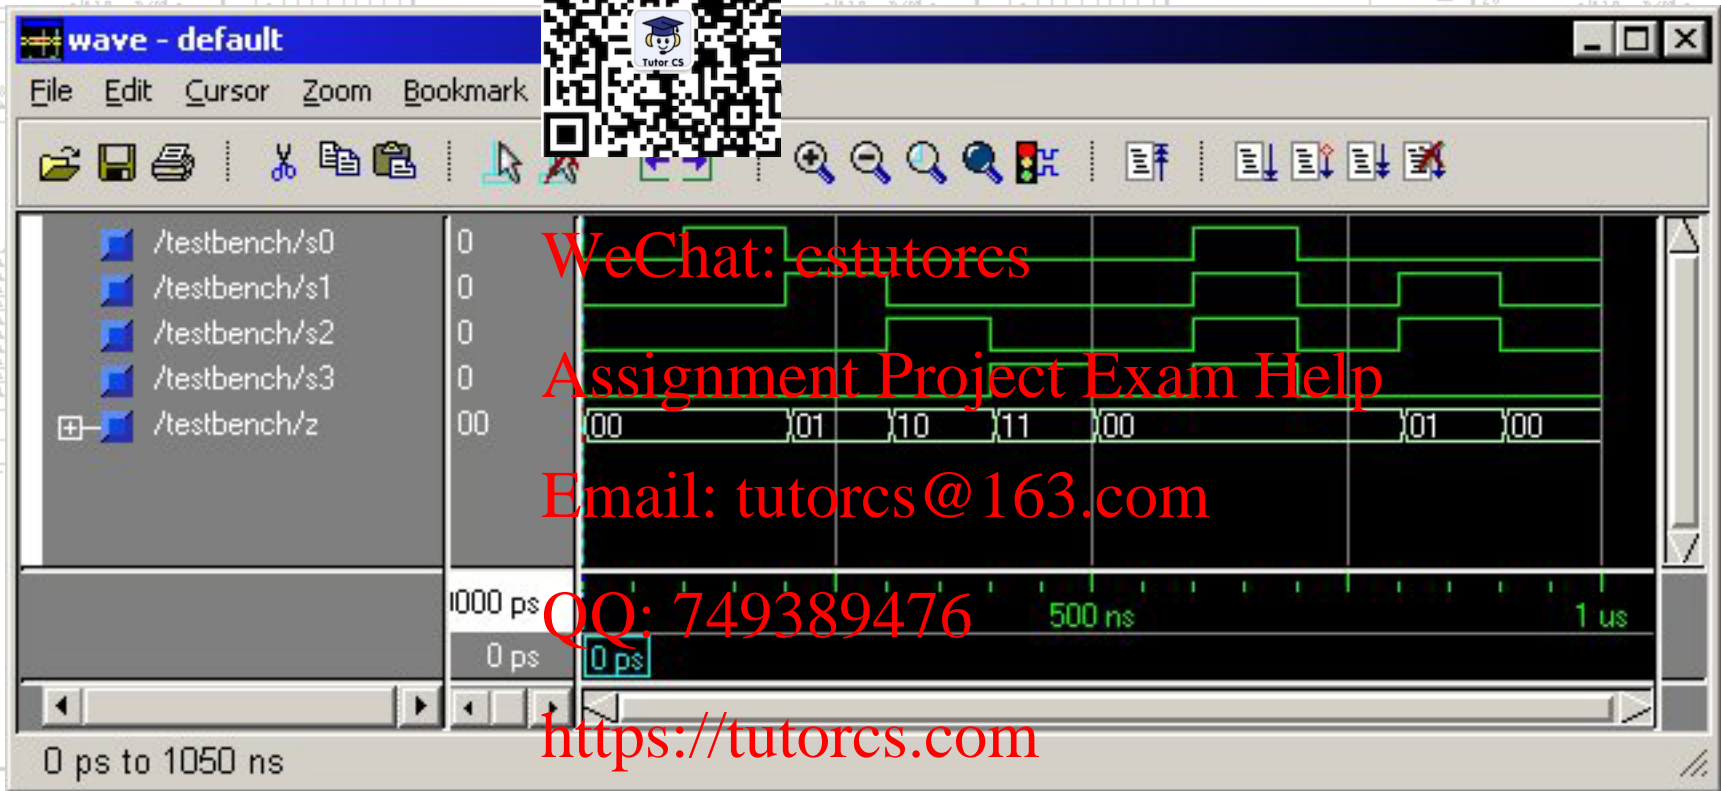 Tutor CS
wave - default
File Edit Cursor Zoom Bookmark
/testbench/s0 0
WeChat: cstutorcs
/testbench/s1 0
/testbench/s2 0
/testbench/s3 0
Assignment Project Exam Help
/testbench/z 00 00 01 10 11 00 01 00
Email: tutorcs@163.com
000 ps
QQ: 749389476
500 ns 1 us
0 ps 0 ps
https://tutorcs.com
0 ps to 1050 ns